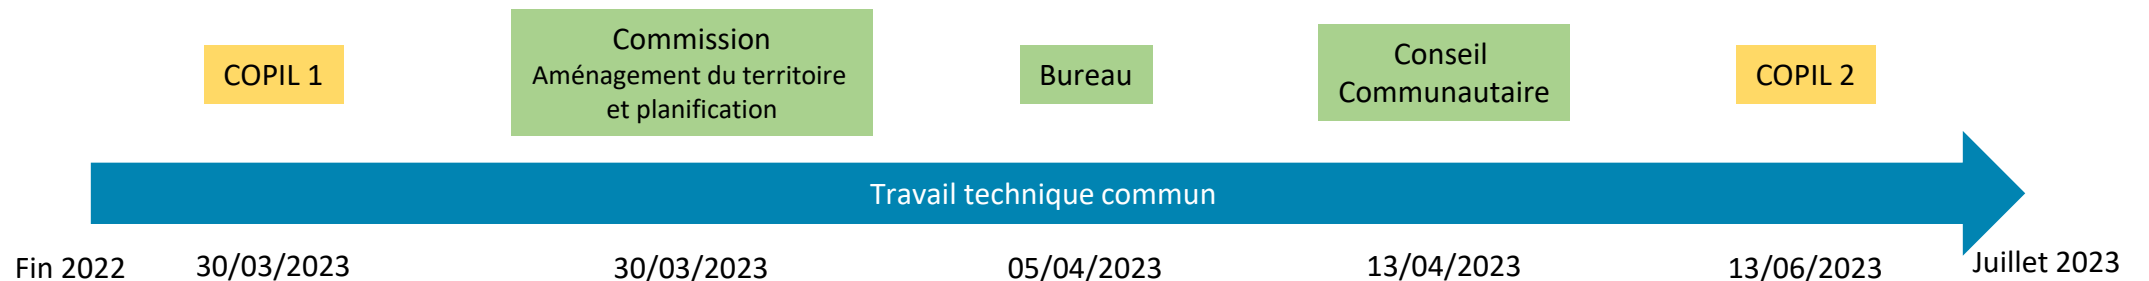 COPIL 1
Commission
Aménagement du territoire
et planification
Bureau
Conseil
Communautaire
COPIL 2
Travail technique commun
Fin 2022
30/03/2023
30/03/2023
05/04/2023
13/04/2023
13/06/2023
Juillet 2023